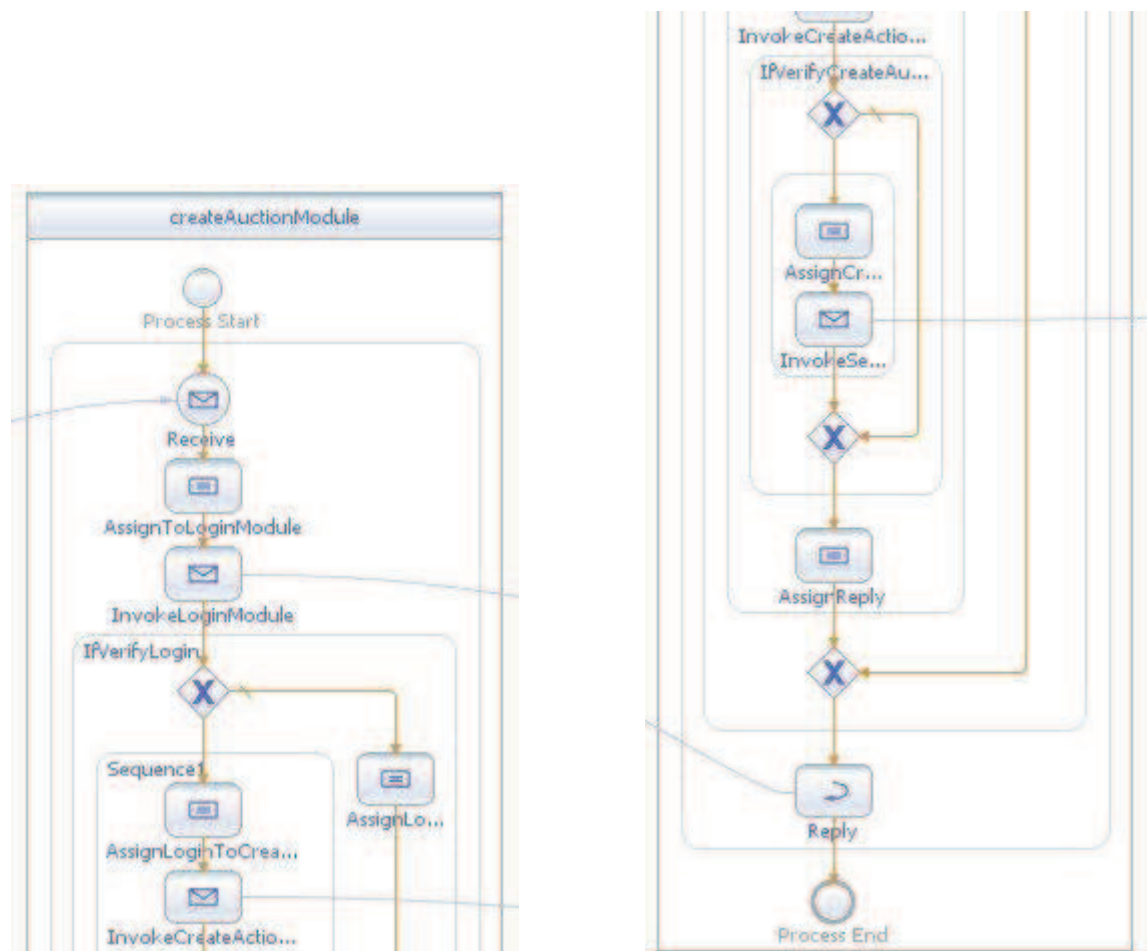 createAuctionModule
Process Start
Receive
AssignToLoginModule
InvokeLoginModule
IfVerifyLogin
Sequence1
AssignLo...
AssignLoginToCrea...
InvokeCreateActio...
InvokeCreateActio...
IfVerifyCreateAu...
AssignCr...
InvokeSe...
AssignReply
Reply
Process End